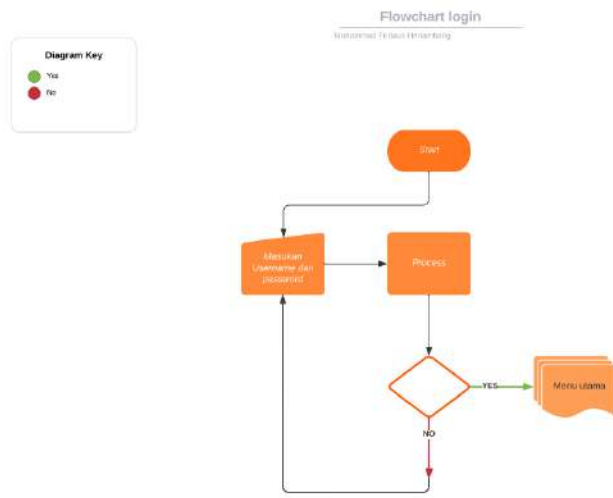 Flowchart login
Diagram Key
Yes
No
Start
Masukan
Username dan
password
Process
YES
Menu utama
NO